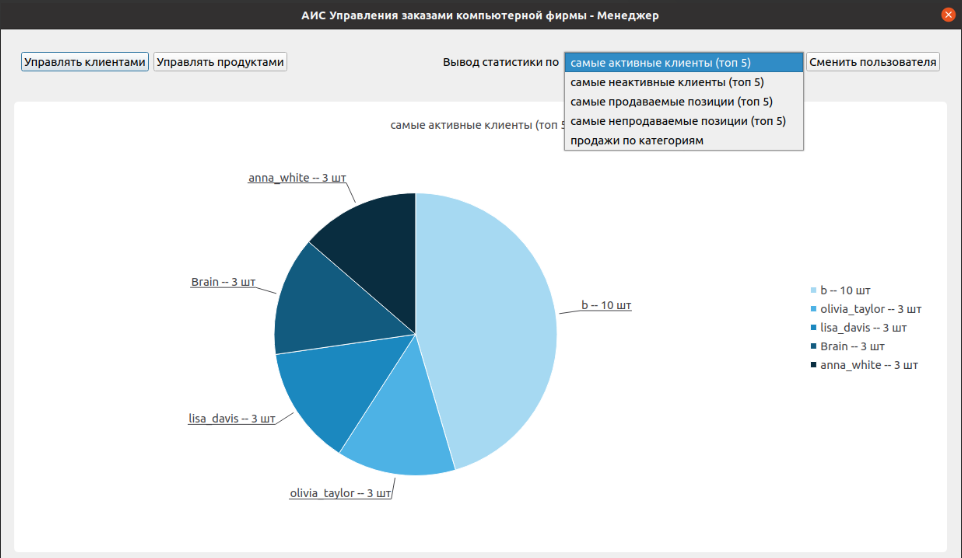 АИС Управления заказами компьютерной фирмы - Менеджер
Управлять клиентами Управлять продуктами Вывод статистики по самые активные клиенты (топ 5) Сменить пользователя
самые неактивные клиенты (топ 5)
самые продаваемые позиции (топ 5)
самые непродаваемые позиции (топ 5)
продажи по категориям
самые активные клиенты (топ 5
anna_white -- 3 шт
Brain -- 3 шт
b -- 10 шт
lisa_davis -- 3 шт
olivia_taylor -- 3 шт
b -- 10 шт
olivia_taylor -- 3 шт
lisa_davis -- 3 шт
Brain -- 3 шт
anna_white -- 3 шт